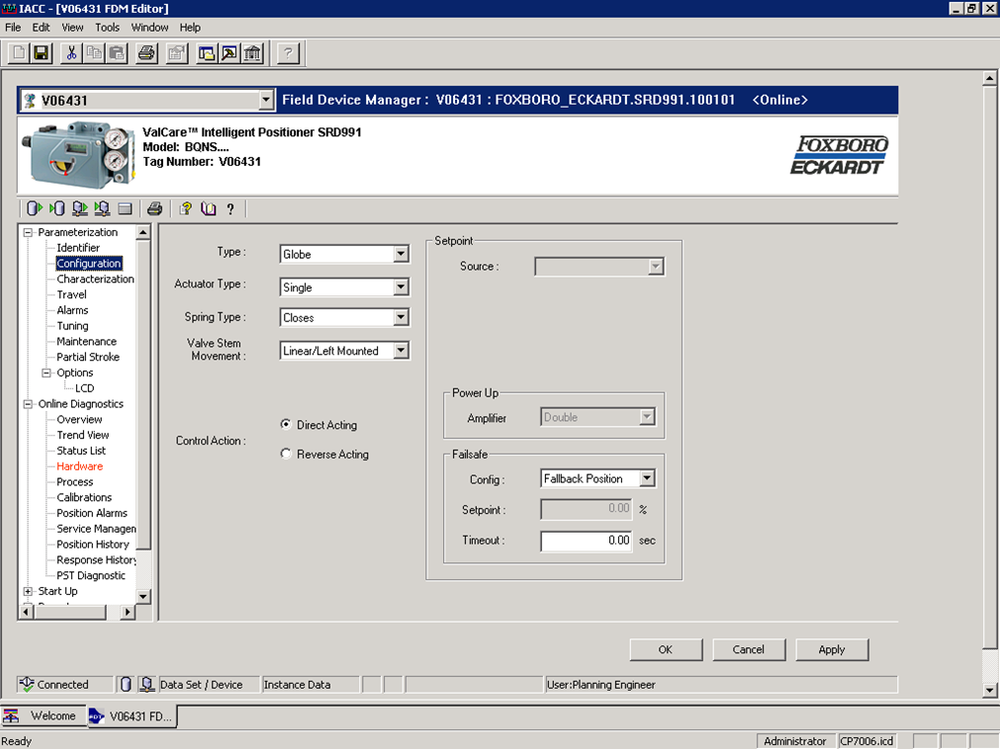 IACC - [V06431 FDM Editor]
File Edit View Tools Window Help
V06431
Field Device Manager : V06431 : FOXBORO_ECKARDT.SRD991.100101 <Online>
ValCare™ Intelligent Positioner SRD991
Model: BQNS....
Tag Number: V06431
FOXBORO
ECKARDT
Parameterization
Identifier
Configuration
Characterization
Travel
Alarms
Tuning
Maintenance
Partial Stroke
Options
LCD
Online Diagnostics
Overview
Trend View
Status List
Hardware
Process
Calibrations
Position Alarms
Service Managen
Position History
Response History
PST Diagnostic
Start Up
Type : Globe
Actuator Type : Single
Spring Type : Closes
Valve Stem
Movement : Linear/Left Mounted
Control Action :
Direct Acting
Reverse Acting
Setpoint
Source :
Power Up
Amplifier Double
Failsafe
Config : Fallback Position
Setpoint : 0.00 %
Timeout : 0.00 sec
OK Cancel Apply
Connected Data Set / Device Instance Data User:Planning Engineer
Welcome FDT V06431 FD...
Ready Administrator CP7006.icd